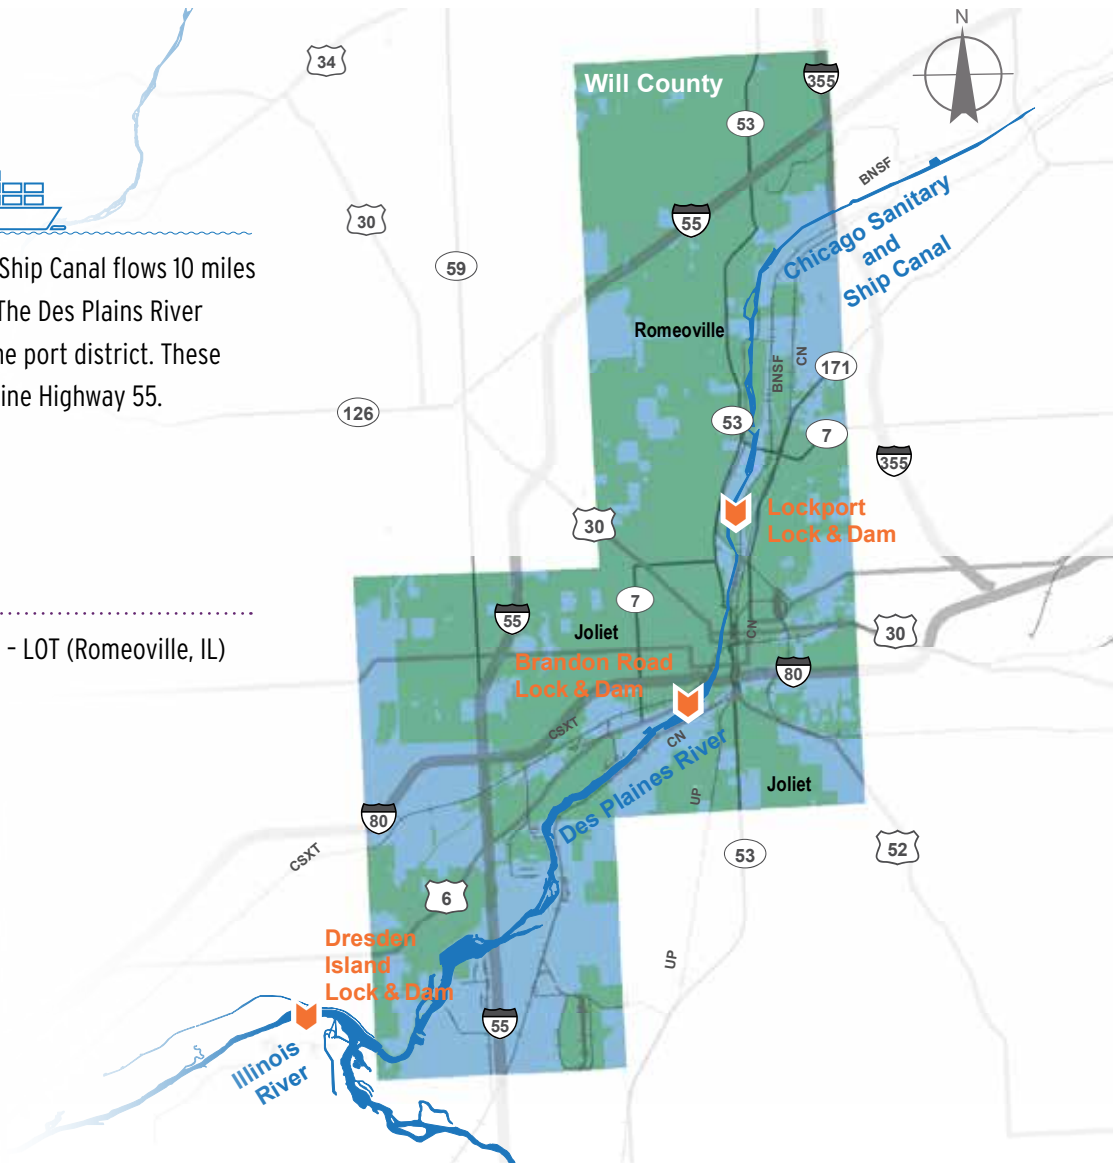 N
34
Will County
355
53
BNSF
30
55
Chicago Sanitary
and
Ship Canal
59
Ship Canal flows 10 miles
The Des Plains River
ne port district. These
ine Highway 55.
Romeoville
BNSF
CN
171
126
53
7
355
Lockport
Lock & Dam
30
7
55
Joliet
CN
30
- LOT (Romeoville, IL)
Brandon Road
Lock & Dam
80
CSXT
CN
Des Plaines River
UP
Joliet
80
CSXT
53
52
6
Dresden
Island
Lock & Dam
UP
55
Illinois
River